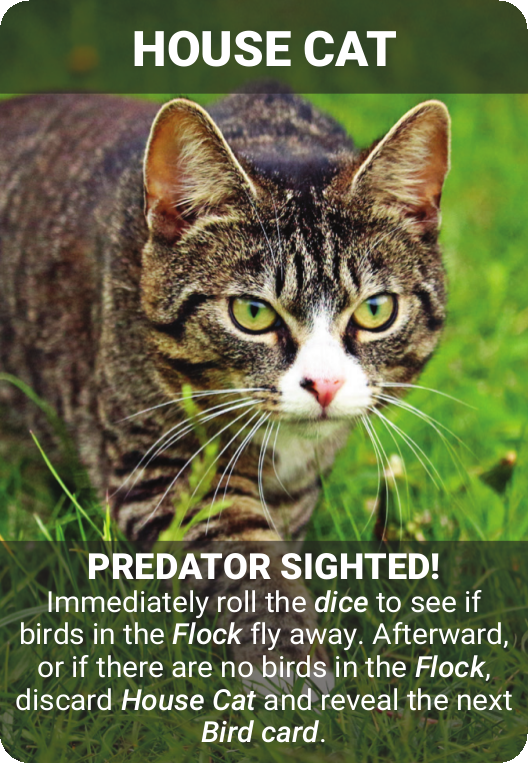 HOUSE CAT
PREDATOR SIGHTED!
Immediately roll the dice to see if
birds in the Flock fly away. Afterward,
or if there are no birds in the Flock,
discard House Cat and reveal the next
Bird card.